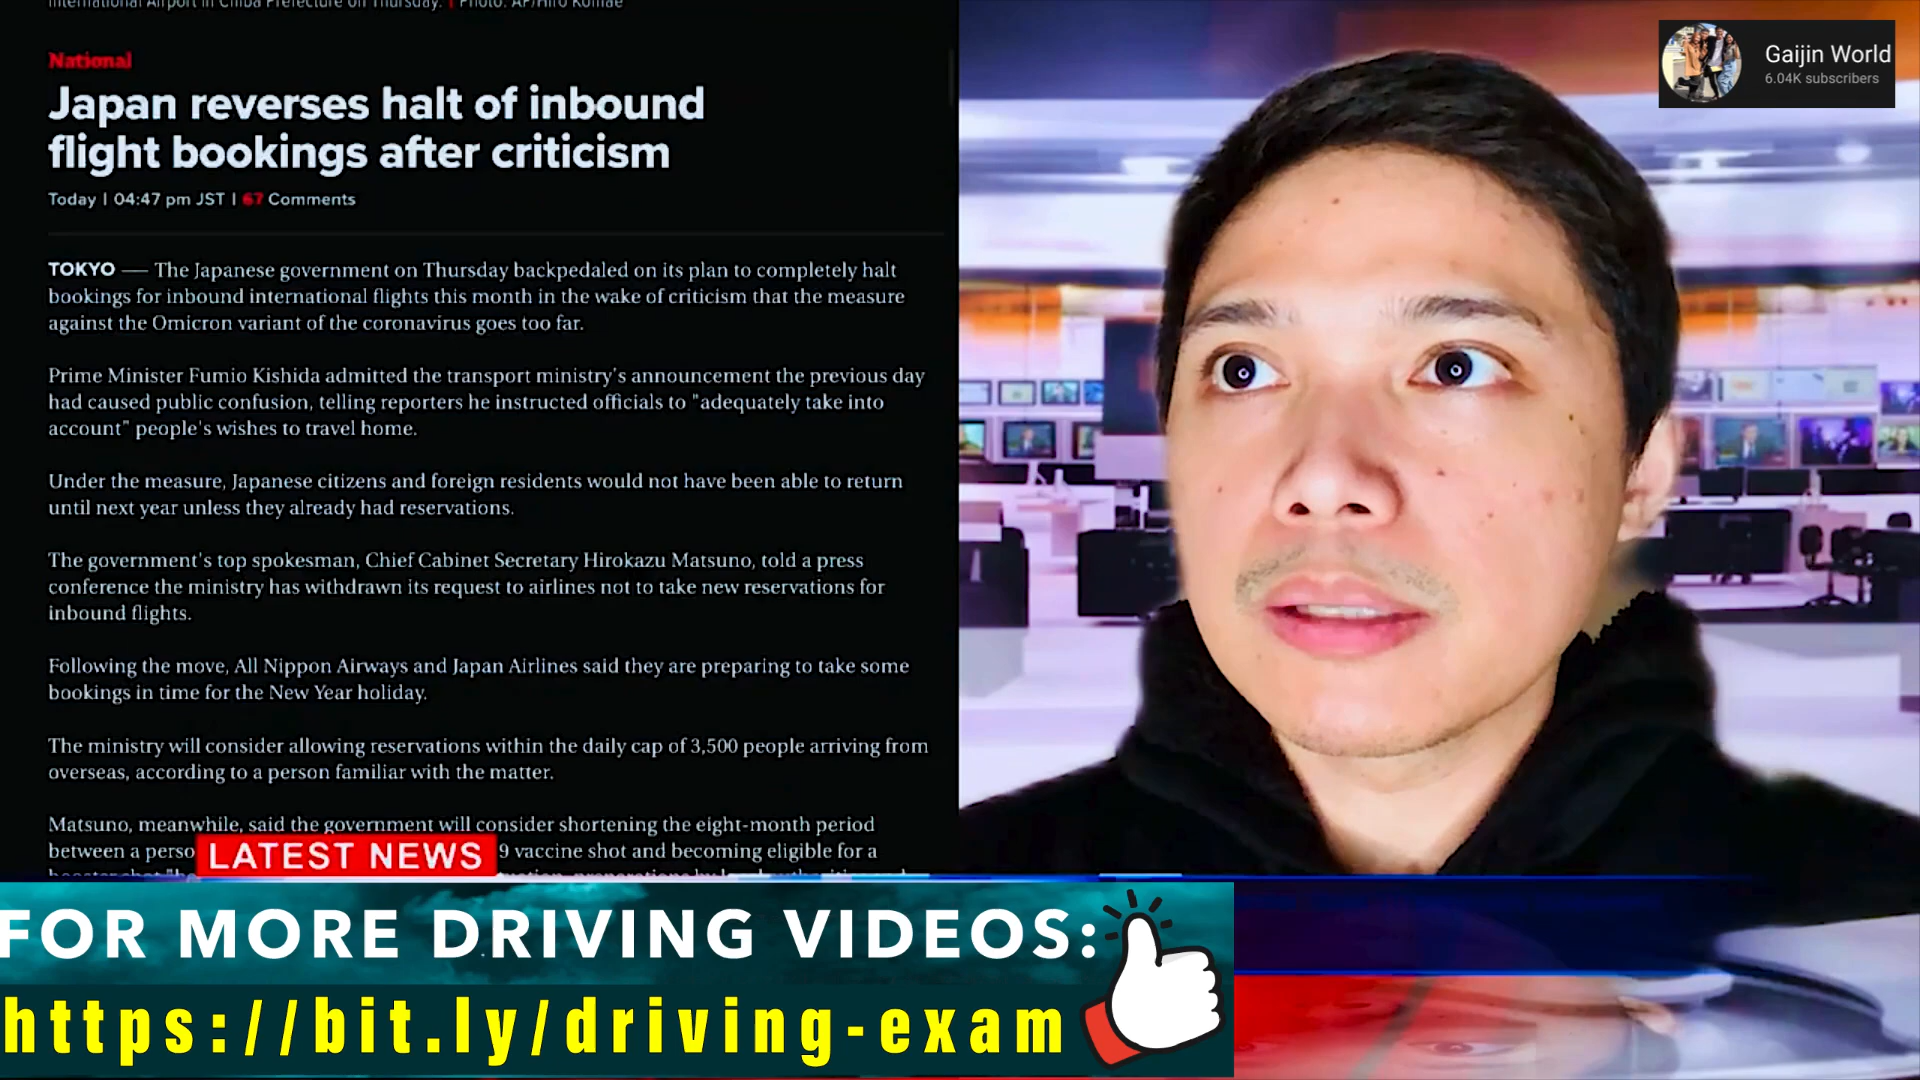 International Airport in Chiba Prefecture on Thursday. | Photo: AP/Hiro Komae
National
Japan reverses halt of inbound
flight bookings after criticism
Today | 04:47 pm JST | 67 Comments
TOKYO — The Japanese government on Thursday backpedaled on its plan to completely halt
bookings for inbound international flights this month in the wake of criticism that the measure
against the Omicron variant of the coronavirus goes too far.
Prime Minister Fumio Kishida admitted the transport ministry's announcement the previous day
had caused public confusion, telling reporters he instructed officials to "adequately take into
account" people's wishes to travel home.
Under the measure, Japanese citizens and foreign residents would not have been able to return
until next year unless they already had reservations.
The government's top spokesman, Chief Cabinet Secretary Hirokazu Matsuno, told a press
conference the ministry has withdrawn its request to airlines not to take new reservations for
inbound flights.
Following the move, All Nippon Airways and Japan Airlines said they are preparing to take some
bookings in time for the New Year holiday.
The ministry will consider allowing reservations within the daily cap of 3,500 people arriving from
overseas, according to a person familiar with the matter.
Matsuno, meanwhile, said the government will consider shortening the eight-month period
between a perso 9 vaccine shot and becoming eligible for a
LATEST NEWS
FOR MORE DRIVING VIDEOS:
https://bit.ly/driving-exam
Gaijin World
6.04K subscribers